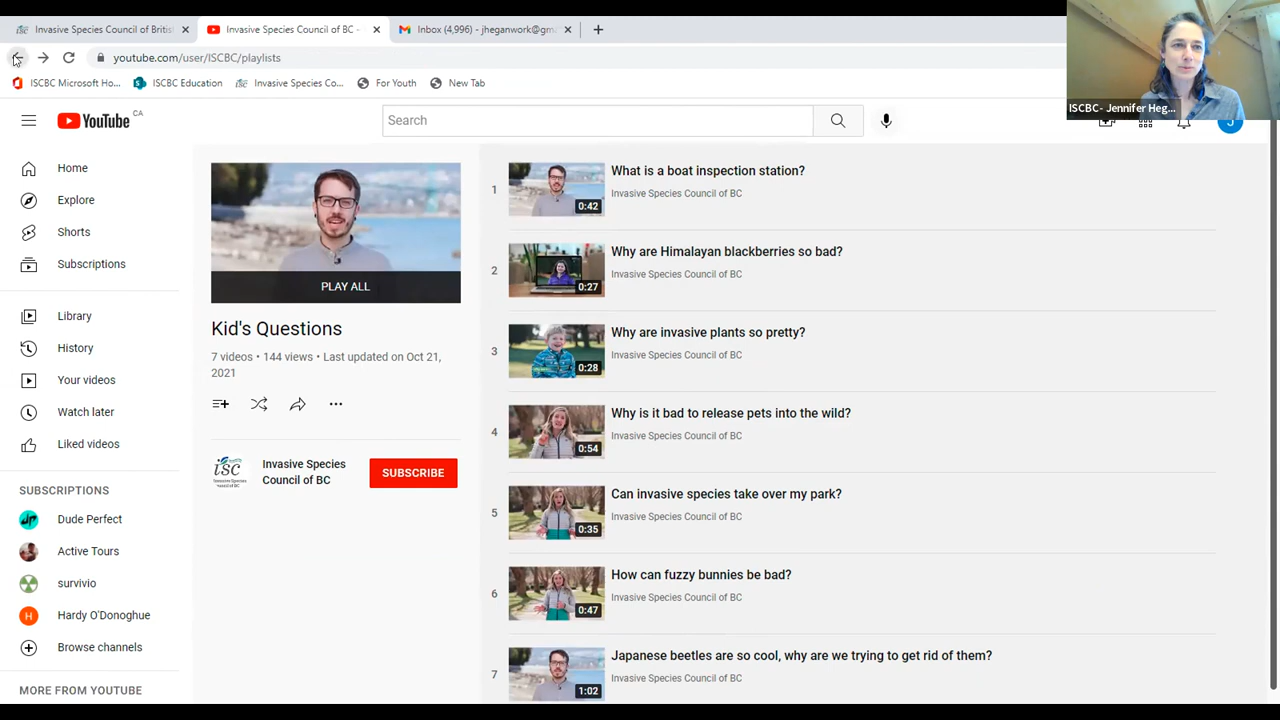 Invasive Species Council of Britis
Invasive Species Council of BC -
Inbox (4,996) - jheganwork@gm
youtube.com/user/ISCBC/playlists
ISCBC Microsoft Ho...
ISCBC Education
Invasive Species Co...
For Youth
New Tab
ISCBC- Jennifer Heg...
YouTube CA
Search
J
Home
Explore
Shorts
Subscriptions
Library
History
Your videos
Watch later
Liked videos
SUBSCRIPTIONS
Dude Perfect
Active Tours
survivio
H
Hardy O'Donoghue
Browse channels
MORE FROM YOUTUBE
PLAY ALL
Kid's Questions
7 videos • 144 views • Last updated on Oct 21,
2021
isc
Invasive Species
Council of BC
SUBSCRIBE
1
0:42
What is a boat inspection station?
Invasive Species Council of BC
2
0:27
Why are Himalayan blackberries so bad?
Invasive Species Council of BC
3
0:28
Why are invasive plants so pretty?
Invasive Species Council of BC
4
0:54
Why is it bad to release pets into the wild?
Invasive Species Council of BC
5
0:35
Can invasive species take over my park?
Invasive Species Council of BC
6
0:47
How can fuzzy bunnies be bad?
Invasive Species Council of BC
7
1:02
Japanese beetles are so cool, why are we trying to get rid of them?
Invasive Species Council of BC